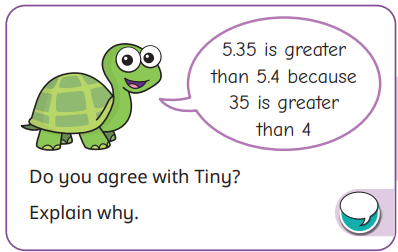 5.35 is greater
than 5.4 because
35 is greater
than 4
Do you agree with Tiny?
Explain why.